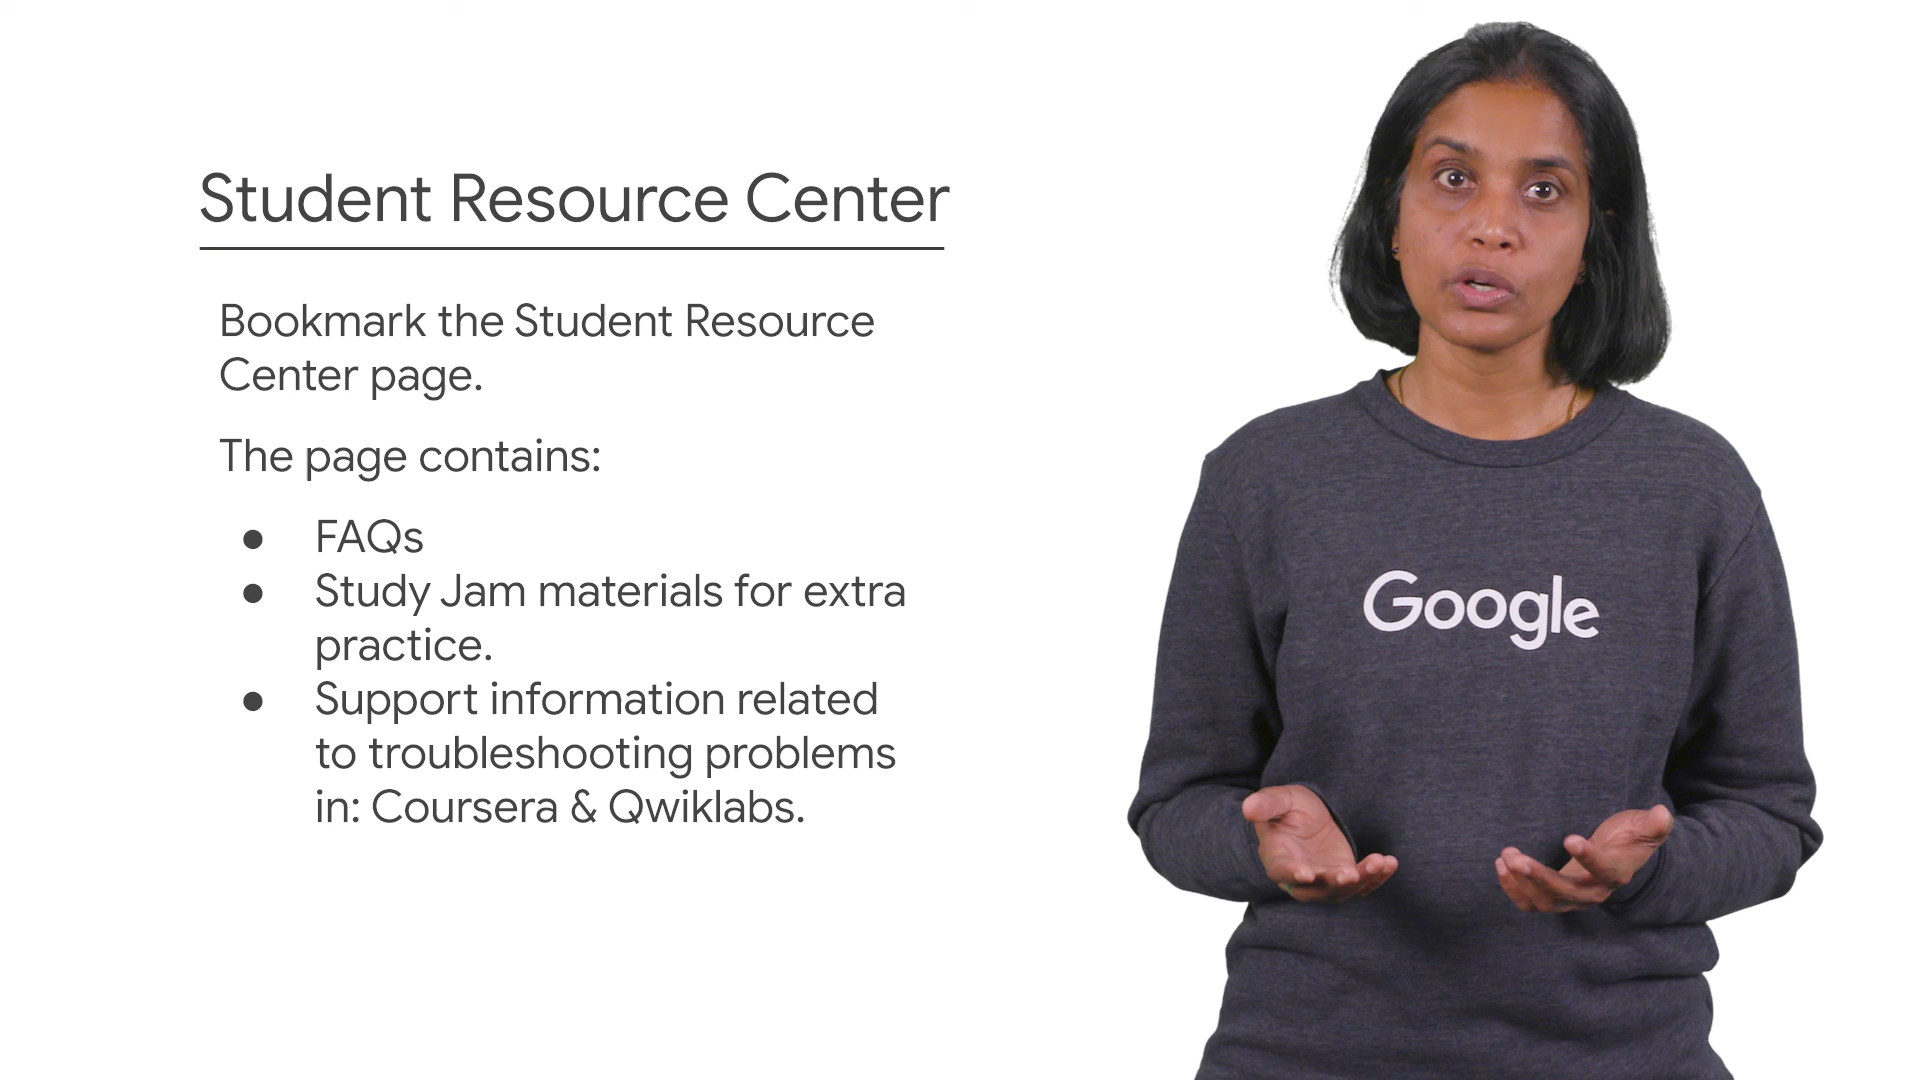 Student Resource Center
Bookmark the Student Resource
Center page.
The page contains:
● FAQs
● Study Jam materials for extra
practice.
● Support information related
to troubleshooting problems
in: Coursera & Qwiklabs.
Google